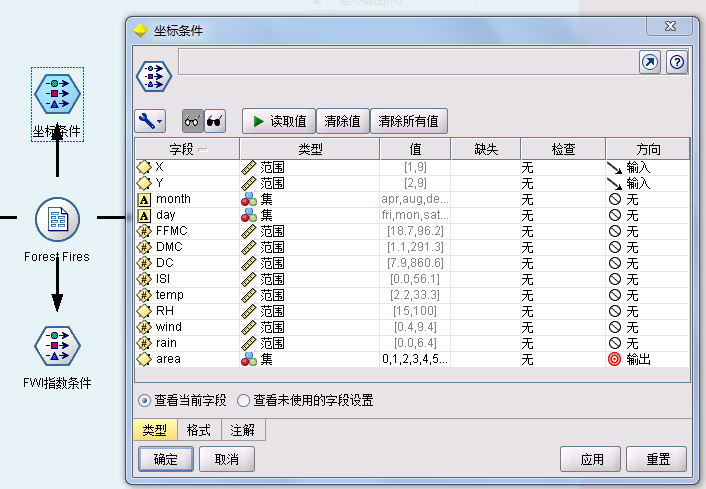 坐标条件
坐标条件
Forest Fires
FWI指数条件
读取值 清除值 清除所有值
字段 类型 值 缺失 检查 方向
X 范围 [1,9] 无 输入
Y 范围 [2,9] 无 输入
month 集 apr,aug,de... 无 无
day 集 fri,mon,sat... 无 无
FFMC 范围 [18.7,96.2] 无 无
DMC 范围 [1.1,291.3] 无 无
DC 范围 [7.9,860.6] 无 无
ISI 范围 [0.0,56.1] 无 无
temp 范围 [2.2,33.3] 无 无
RH 范围 [15,100] 无 无
wind 范围 [0.4,9.4] 无 无
rain 范围 [0.0,6.4] 无 无
area 集 0,1,2,3,4,5... 无 输出
查看当前字段 查看未使用的字段设置
类型 格式 注解
确定 取消 应用 重置